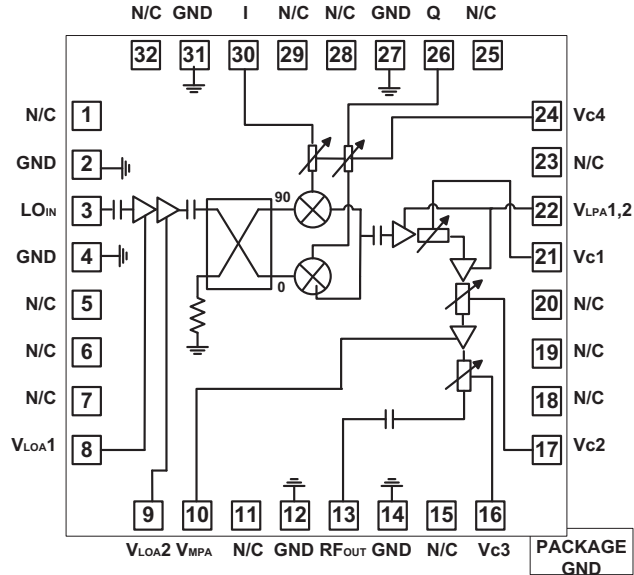 N/C GND I N/C N/C GND Q N/C
32 31 30 29 28 27 26 25
N/C 1
GND 2
LOIN 3
GND 4
N/C 5
N/C 6
N/C 7
VLOA1 8
90
0
24 Vc4
23 N/C
22 VLPA1,2
21 Vc1
20 N/C
19 N/C
18 N/C
17 Vc2
9 10 11 12 13 14 15 16
VLOA2 VMPA N/C GND RFOUT GND N/C Vc3
PACKAGE
GND